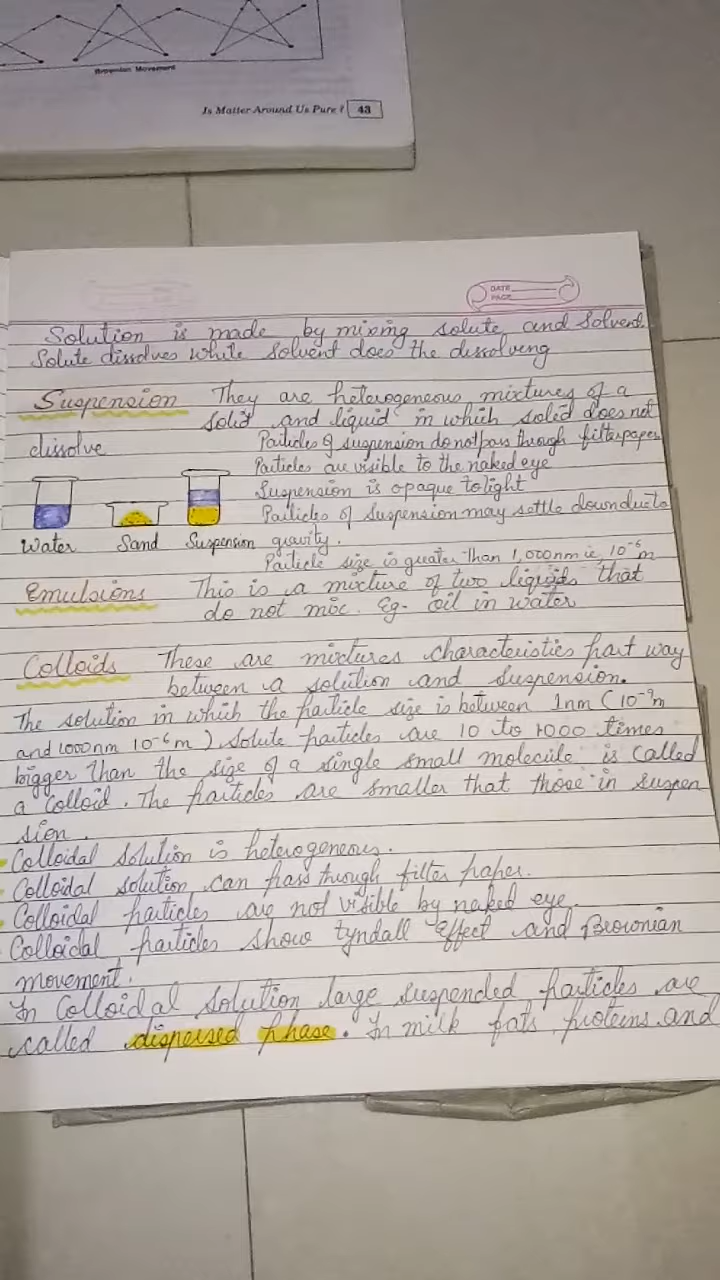 Brownian Movement
Is Matter Around Us Pure ? 43
DATE
PAGE
Solution is made by mixing solute and solvent.
Solute dissolves while solvent does the dissolving
Suspension They are heterogeneous mixtures of a
solid and liquid in which solid does not
dissolve
Particles of suspension do not pass through filter paper
Particles are visible to the naked eye
Suspension is opaque to light
Particles of Suspension may settle down due to
Water Sand Suspension gravity.
Particle size is greater than 1,000nm ie 10⁻⁶m
Emulsions This is a mixture of two liquids that
do not mix. Eg- oil in water
Colloids These are mixtures characteristics part way
between a solution and suspension.
The solution in which the particle size is between 1nm (10⁻⁹m
and 1000nm 10⁻⁶m) solute particles are 10 to 1000 times
bigger than the size of a single small molecule is called
a colloid. The particles are smaller that those in suspen
sion.
Colloidal solution is heterogeneous.
Colloidal solution can pass through filter paper.
Colloidal particles are not visible by naked eye.
Colloidal particles show tyndall effect and Brownian
movement.
In Colloidal solution large suspended particles are
called dispersed phase. In milk fats, proteins and